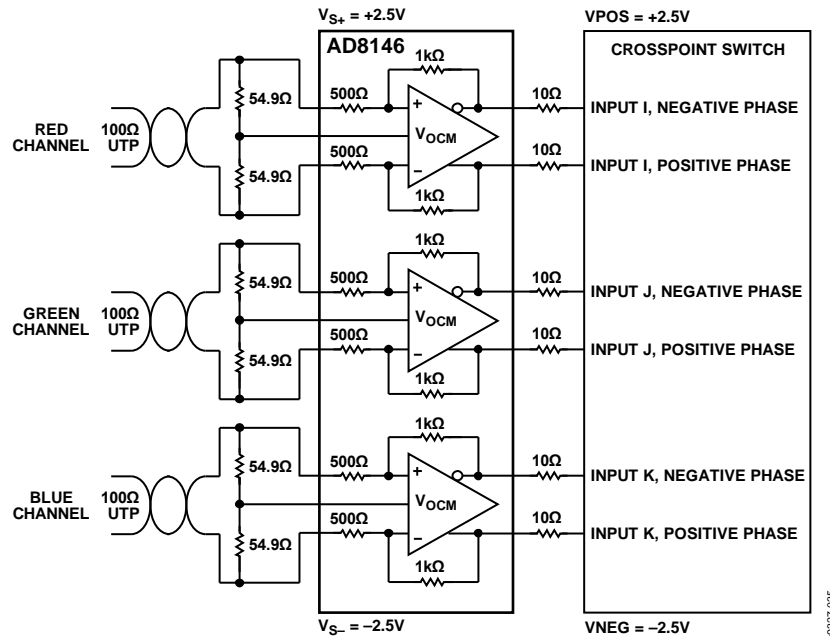 VS+ = +2.5V
VPOS = +2.5V
AD8146
CROSSPOINT SWITCH
RED
CHANNEL
100Ω
UTP
54.9Ω
54.9Ω
500Ω
500Ω
1kΩ
+
VOCM
–
1kΩ
10Ω
10Ω
INPUT I, NEGATIVE PHASE
INPUT I, POSITIVE PHASE
GREEN
CHANNEL
100Ω
UTP
54.9Ω
54.9Ω
500Ω
500Ω
1kΩ
+
VOCM
–
1kΩ
10Ω
10Ω
INPUT J, NEGATIVE PHASE
INPUT J, POSITIVE PHASE
BLUE
CHANNEL
100Ω
UTP
54.9Ω
54.9Ω
500Ω
500Ω
1kΩ
+
VOCM
–
1kΩ
10Ω
10Ω
INPUT K, NEGATIVE PHASE
INPUT K, POSITIVE PHASE
VS– = –2.5V
VNEG = –2.5V